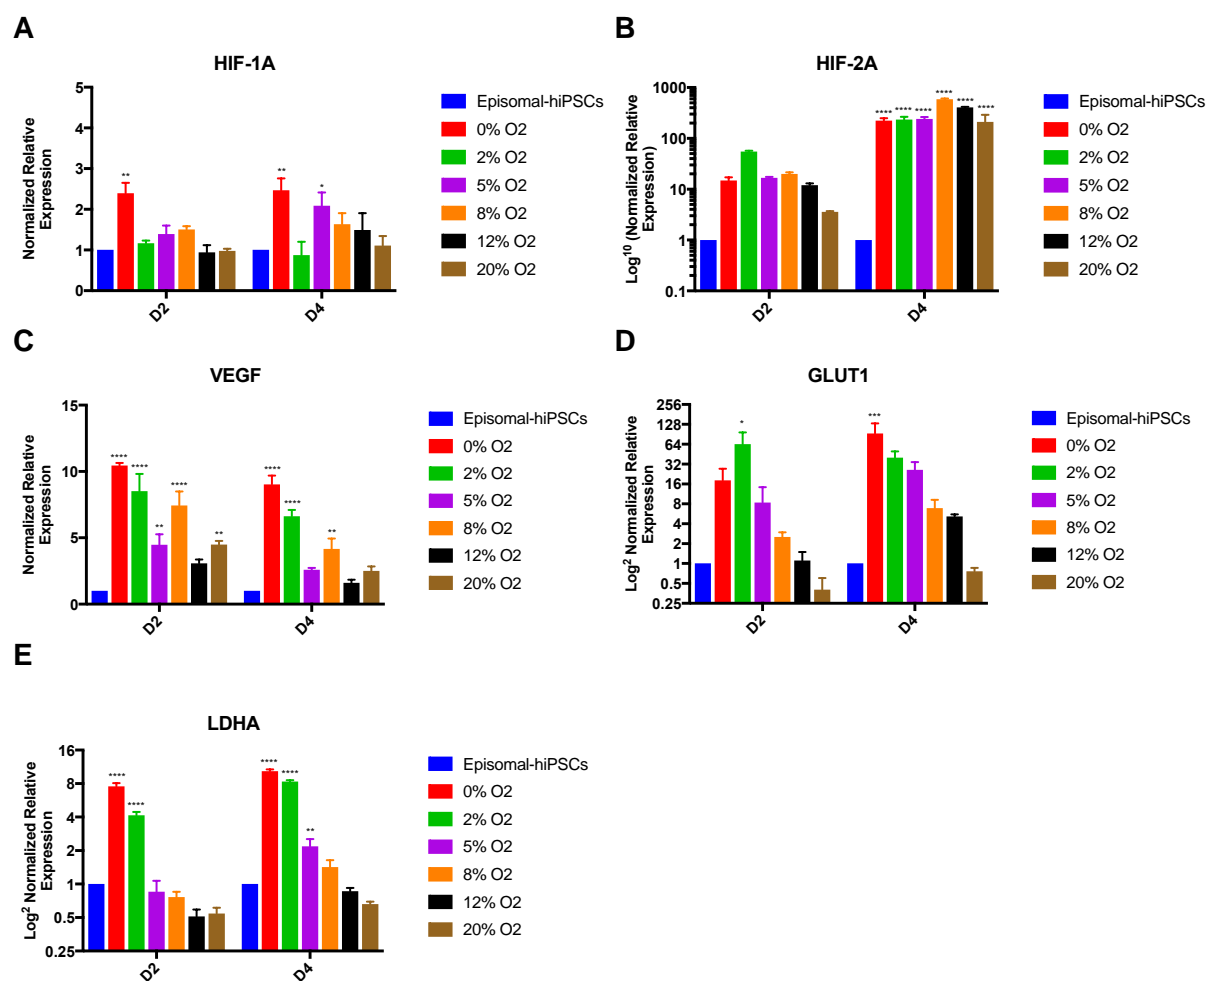 A
HIF-1A
Normalized Relative
Expression
5
4
3
2
1
0
**
**
*
D2
D4
Episomal-hiPSCs
0% O2
2% O2
5% O2
8% O2
12% O2
20% O2
B
HIF-2A
Log¹⁰ (Normalized Relative
Expression)
1000
100
10
1
0.1
****
****
****
****
****
****
D2
D4
Episomal-hiPSCs
0% O2
2% O2
5% O2
8% O2
12% O2
20% O2
C
VEGF
Normalized Relative
Expression
15
10
5
0
****
****
**
****
**
****
****
**
D2
D4
Episomal-hiPSCs
0% O2
2% O2
5% O2
8% O2
12% O2
20% O2
D
GLUT1
Log² Normalized Relative
Expression
256
128
64
32
16
8
4
2
1
0.5
0.25
*
***
D2
D4
Episomal-hiPSCs
0% O2
2% O2
5% O2
8% O2
12% O2
20% O2
E
LDHA
Log² Normalized Relative
Expression
16
8
4
2
1
0.5
0.25
****
****
****
****
**
D2
D4
Episomal-hiPSCs
0% O2
2% O2
5% O2
8% O2
12% O2
20% O2